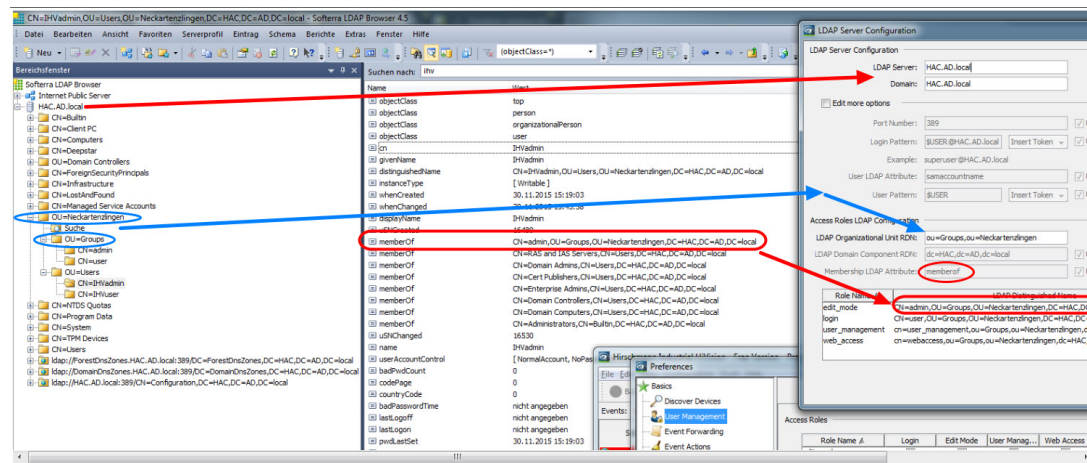 CN=IHVadmin,OU=Users,OU=Neckartenzlingen,DC=HAC,DC=AD,DC=local - Softerra LDAP Browser 4.5
Datei Bearbeiten Ansicht Favoriten Serverprofil Eintrag Schema Berichte Extras Fenster Hilfe
Neu (objectClass=*)
Bereichsfenster
Softerra LDAP Browser
Internet Public Server
HAC.AD.local
CN=Builtin
CN=Client PC
CN=Computers
CN=Deepstar
OU=Domain Controllers
CN=ForeignSecurityPrincipals
CN=Infrastructure
CN=LostAndFound
CN=Managed Service Accounts
OU=Neckartenzlingen
Suche
OU=Groups
CN=admin
CN=user
OU=Users
CN=IHVadmin
CN=IHVuser
CN=NTDS Quotas
CN=Program Data
CN=System
CN=TPM Devices
CN=Users
ldap://ForestDnsZones.HAC.AD.local:389/DC=ForestDnsZones,DC=HAC,DC=AD,DC=local
ldap://DomainDnsZones.HAC.AD.local:389/DC=DomainDnsZones,DC=HAC,DC=AD,DC=local
ldap://HAC.AD.local:389/CN=Configuration,DC=HAC,DC=AD,DC=local
Suchen nach: ihv
Name Wert
objectClass top
objectClass person
objectClass organizationalPerson
objectClass user
cn IHVadmin
givenName IHVadmin
distinguishedName CN=IHVadmin,OU=Users,OU=Neckartenzlingen,DC=HAC,DC=AD,DC=local
instanceType [ Writable ]
whenCreated 30.11.2015 15:19:03
whenChanged
displayName IHVadmin
uSNCreated 16480
memberOf CN=admin,OU=Groups,OU=Neckartenzlingen,DC=HAC,DC=AD,DC=local
memberOf CN=RAS and IAS Servers,CN=Users,DC=HAC,DC=AD,DC=local
memberOf CN=Domain Admins,CN=Users,DC=HAC,DC=AD,DC=local
memberOf CN=Cert Publishers,CN=Users,DC=HAC,DC=AD,DC=local
memberOf CN=Enterprise Admins,CN=Users,DC=HAC,DC=AD,DC=local
memberOf CN=Domain Controllers,CN=Users,DC=HAC,DC=AD,DC=local
memberOf CN=Domain Computers,CN=Users,DC=HAC,DC=AD,DC=local
memberOf CN=Administrators,CN=Builtin,DC=HAC,DC=AD,DC=local
uSNChanged 16530
name IHVadmin
userAccountControl [ NormalAccount, NoPas
badPwdCount 0
codePage 0
countryCode 0
badPasswordTime nicht angegeben
lastLogoff nicht angegeben
lastLogon nicht angegeben
pwdLastSet 30.11.2015 15:19:03
LDAP Server Configuration
LDAP Server Configuration
LDAP Server: HAC.AD.local
Domain: HAC.AD.local
Edit more options
Port Number: 389
Login Pattern: $USER@HAC.AD.local Insert Token
Example: superuser@HAC.AD.local
User LDAP Attribute: samaccountname
User Pattern: $USER Insert Token
Access Roles LDAP Configuration
LDAP Organizational Unit RDN: ou=Groups,ou=Neckartenzlingen
LDAP Domain Component RDN: dc=HAC,dc=AD,dc=local
Membership LDAP Attribute: memberof
Role Name LDAP Distinguished Name
edit_mode CN=admin,OU=Groups,OU=Neckartenzlingen,DC=HAC,DC
login CN=user,OU=Groups,OU=Neckartenzlingen,DC=HAC,DC
user_management cn=user_management,ou=Groups,ou=Neckartenzlingen,
web_access cn=webaccess,ou=Groups,ou=Neckartenzlingen,dc=HAC,
Hirschmann Industrial HiVision
File Edi
Events:
Preferences
Basics
Discover Devices
User Management
Event Forwarding
Event Actions
Access Roles
Role Name Login Edit Mode User Manag... Web Access